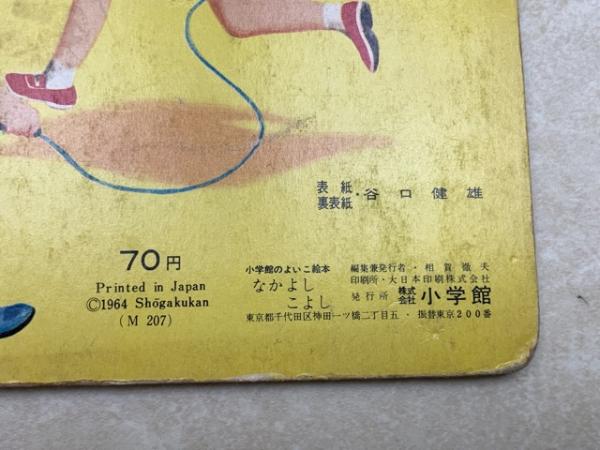 表紙
裏表紙・谷口健雄
70円
Printed in Japan
©1964 Shōgakukan
(M 207)
小学館のよいこ絵本
なかよし
こよし
編集兼発行者・相賀徹夫
印刷所・大日本印刷株式会社
発行所 株式会社 小学館
東京都千代田区神田一ツ橋二丁目五・振替東京200番